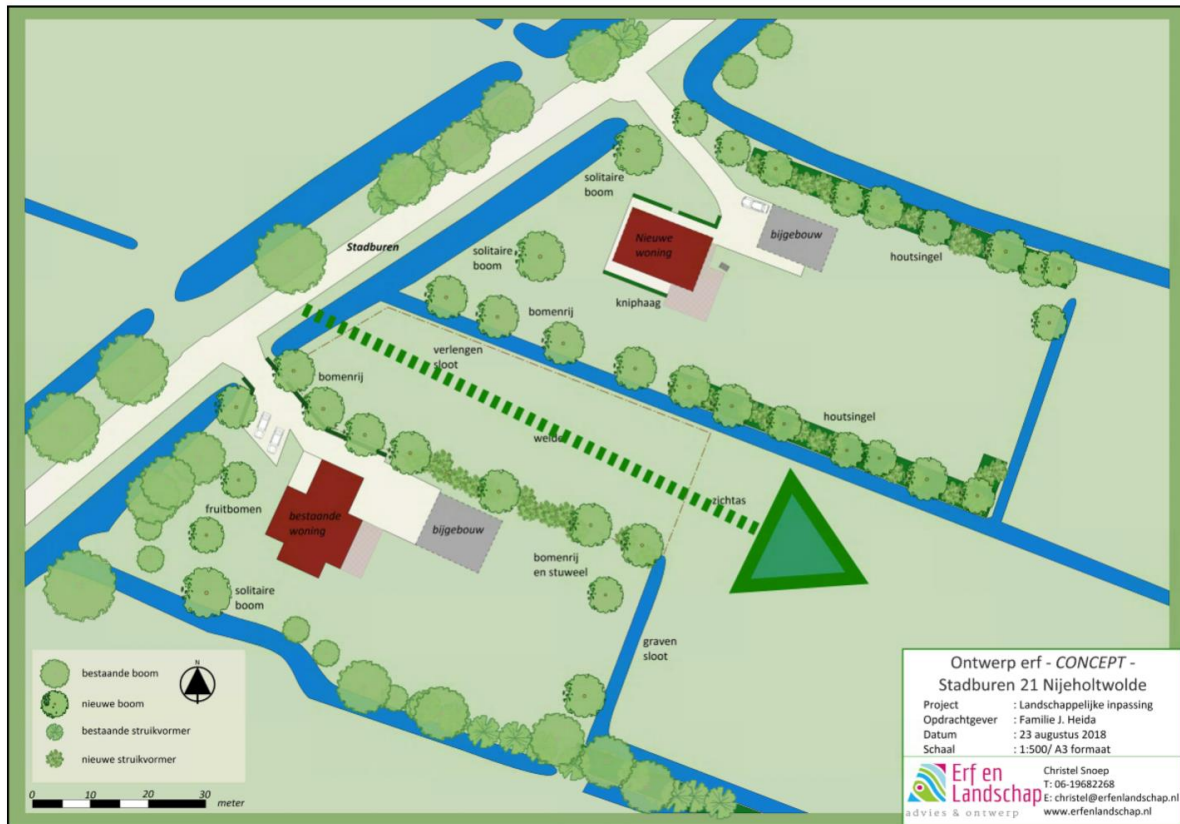 solitaire
boom
Stadburen
Nieuwe
woning
bijgebouw
solitaire
boom
houtsingel
kniphaag
bomenrij
verlengen
sloot
bomenrij
houtsingel
weide
zichtas
fruitbomen
bestaande
woning
bijgebouw
bomenrij
en stuweel
solitaire
boom
graven
sloot
bestaande boom
N
nieuwe boom
bestaande struikvormer
nieuwe struikvormer
0 10 20 30 meter
Ontwerp erf - CONCEPT -
Stadburen 21 Nijeholtwolde
Project : Landschappelijke inpassing
Opdrachtgever : Familie J. Heida
Datum : 23 augustus 2018
Schaal : 1:500/ A3 formaat
Erf en
Landschap
advies & ontwerp
Christel Snoep
T: 06-19682268
E: christel@erfenlandschap.nl
www.erfenlandschap.nl